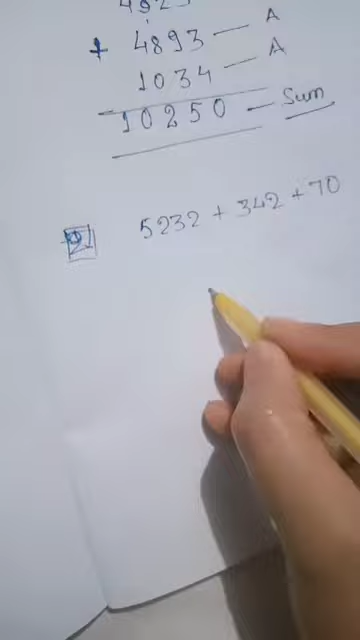 + 4893 — A
1034 — A
10250 — Sum
2) 5232 + 342 + 70